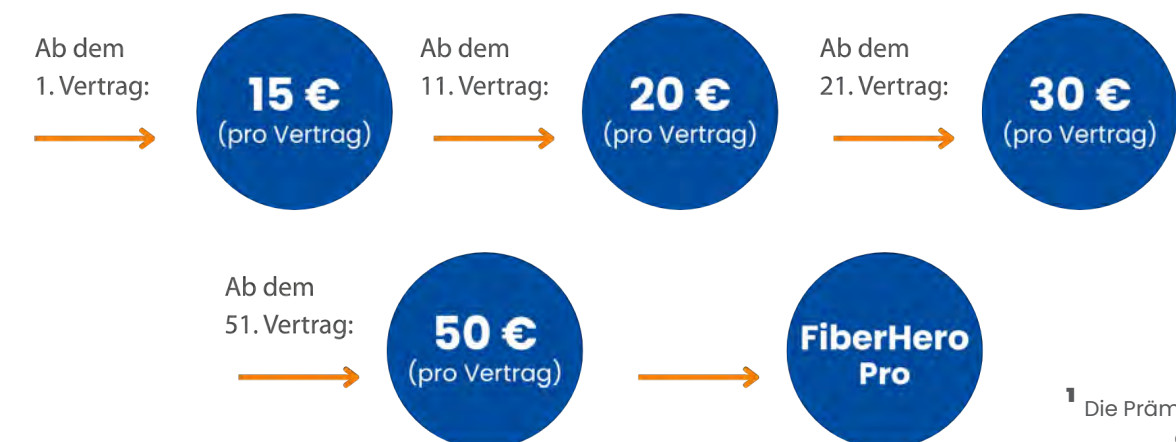 Ab dem
1. Vertrag:
15 €
(pro Vertrag)
Ab dem
11. Vertrag:
20 €
(pro Vertrag)
Ab dem
21. Vertrag:
30 €
(pro Vertrag)
Ab dem
51. Vertrag:
50 €
(pro Vertrag)
FiberHero
Pro
1 Die